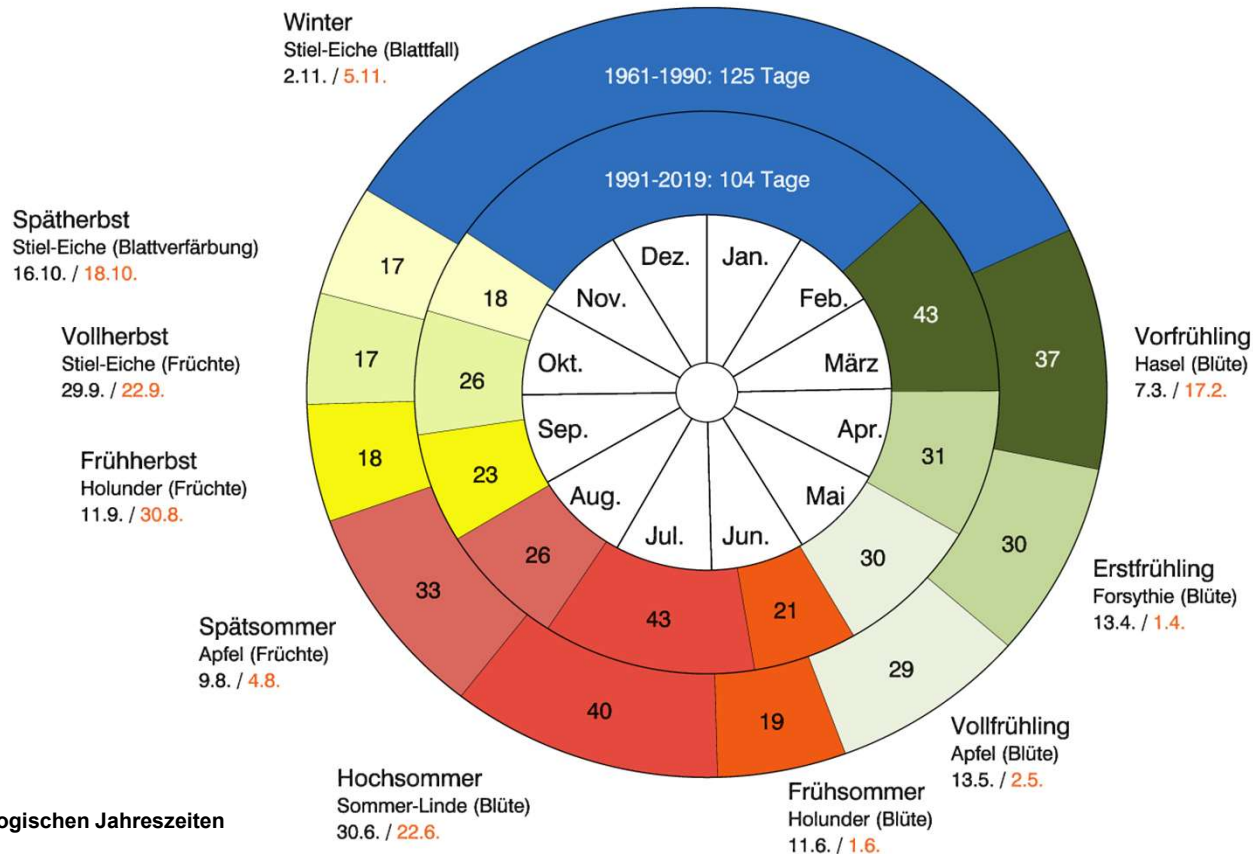 Winter
Stiel-Eiche (Blattfall)
2.11. / 5.11.
1961-1990: 125 Tage
1991-2019: 104 Tage
Spätherbst
Stiel-Eiche (Blattverfärbung)
16.10. / 18.10.
Vollherbst
Stiel-Eiche (Früchte)
29.9. / 22.9.
Frühherbst
Holunder (Früchte)
11.9. / 30.8.
Spätsommer
Apfel (Früchte)
9.8. / 4.8.
Hochsommer
Sommer-Linde (Blüte)
30.6. / 22.6.
Frühsommer
Holunder (Blüte)
11.6. / 1.6.
Vollfrühling
Apfel (Blüte)
13.5. / 2.5.
Erstfrühling
Forsythie (Blüte)
13.4. / 1.4.
Vorfrühling
Hasel (Blüte)
7.3. / 17.2.
17
17
18
33
40
19
29
30
37
18
26
23
26
43
21
30
31
43
Jan.
Feb.
März
Apr.
Mai
Jun.
Jul.
Aug.
Sep.
Okt.
Nov.
Dez.
ogischen Jahreszeiten